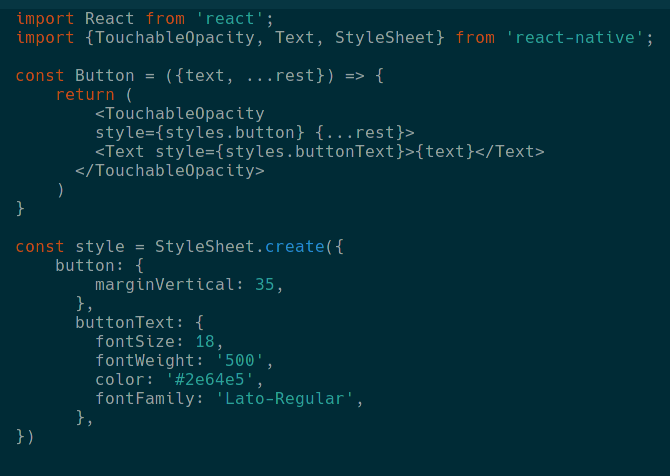 import React from 'react';
import {TouchableOpacity, Text, StyleSheet} from 'react-native';

const Button = ({text, ...rest}) => {
    return (
        <TouchableOpacity
        style={styles.button} {...rest}>
        <Text style={styles.buttonText}>{text}</Text>
      </TouchableOpacity>
    )
}

const style = StyleSheet.create({
    button: {
        marginVertical: 35,
      },
      buttonText: {
        fontSize: 18,
        fontWeight: '500',
        color: '#2e64e5',
        fontFamily: 'Lato-Regular',
      },
})